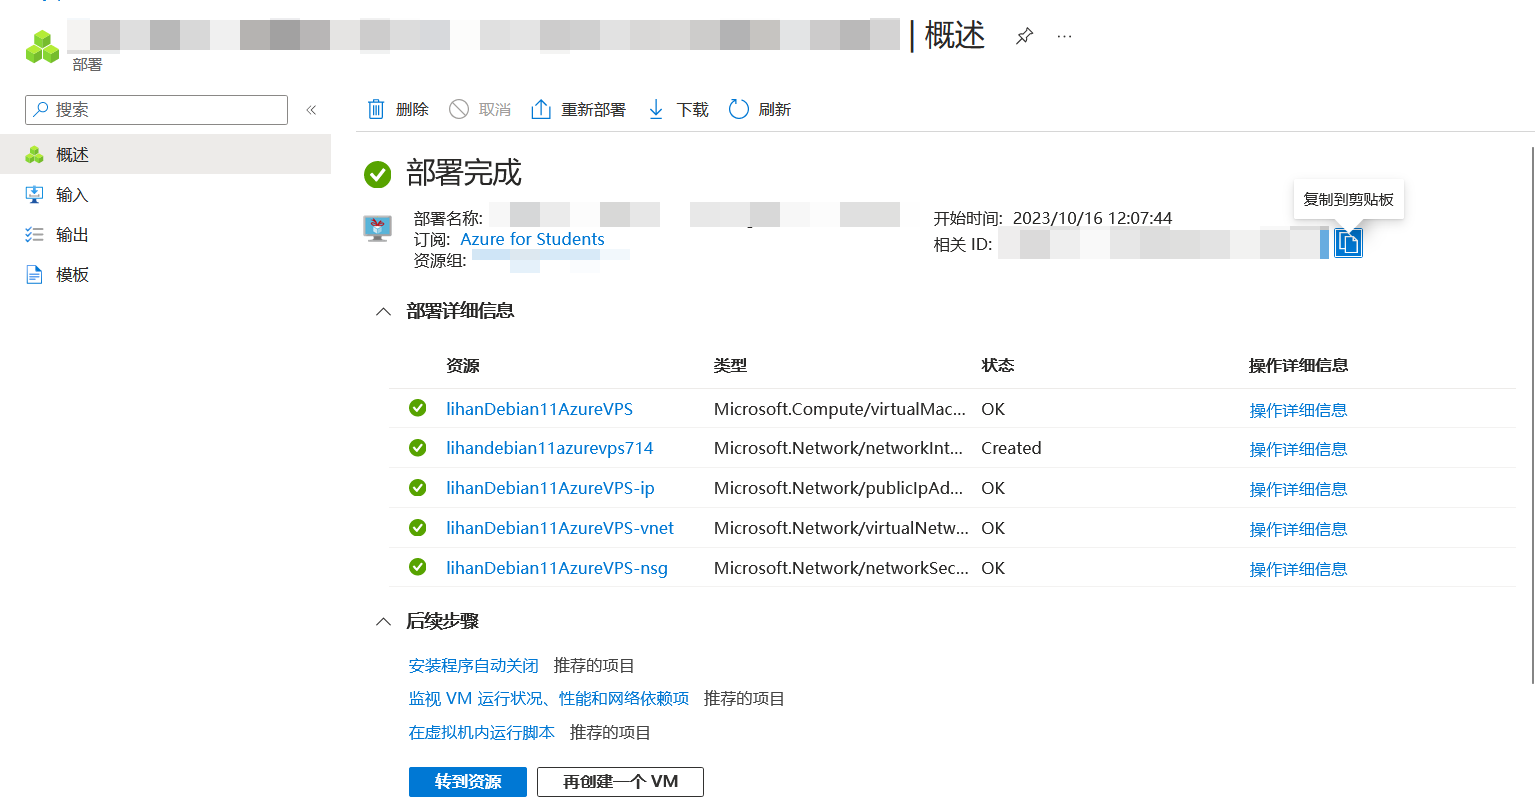 | 概述
···
部署
搜索
«
删除
取消
重新部署
下载
刷新
概述
输入
输出
模板
部署完成
复制到剪贴板
部署名称:
开始时间: 2023/10/16 12:07:44
订阅: Azure for Students
相关 ID:
资源组:
部署详细信息
资源 类型 状态 操作详细信息
lihanDebian11AzureVPS Microsoft.Compute/virtualMac... OK 操作详细信息
lihandebian11azurevps714 Microsoft.Network/networkInt... Created 操作详细信息
lihanDebian11AzureVPS-ip Microsoft.Network/publicIpAd... OK 操作详细信息
lihanDebian11AzureVPS-vnet Microsoft.Network/virtualNetw... OK 操作详细信息
lihanDebian11AzureVPS-nsg Microsoft.Network/networkSec... OK 操作详细信息
后续步骤
安装程序自动关闭 推荐的项目
监视 VM 运行状况、性能和网络依赖项 推荐的项目
在虚拟机内运行脚本 推荐的项目
转到资源
再创建一个 VM